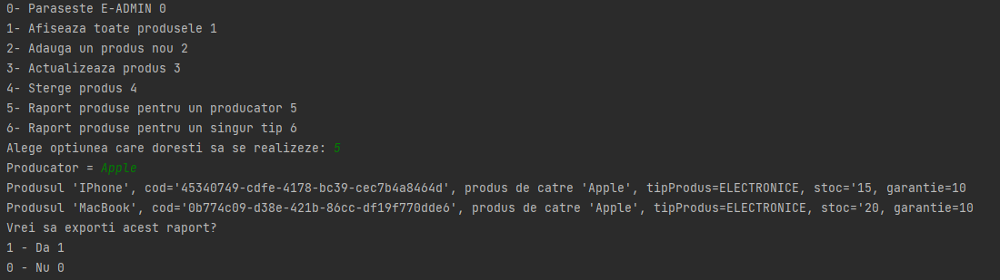 0- Paraseste E-ADMIN 0
1- Afiseaza toate produsele 1
2- Adauga un produs nou 2
3- Actualizeaza produs 3
4- Sterge produs 4
5- Raport produse pentru un producator 5
6- Raport produse pentru un singur tip 6
Alege optiunea care doresti sa se realizeze: 5
Producator = Apple
Produsul 'IPhone', cod='45340749-cdfe-4178-bc39-cec7b4a8464d', produs de catre 'Apple', tipProdus=ELECTRONICE, stoc='15, garantie=10
Produsul 'MacBook', cod='0b774c09-d38e-421b-86cc-df19f770dde6', produs de catre 'Apple', tipProdus=ELECTRONICE, stoc='20, garantie=10
Vrei sa exporti acest raport?
1 - Da 1
0 - Nu 0